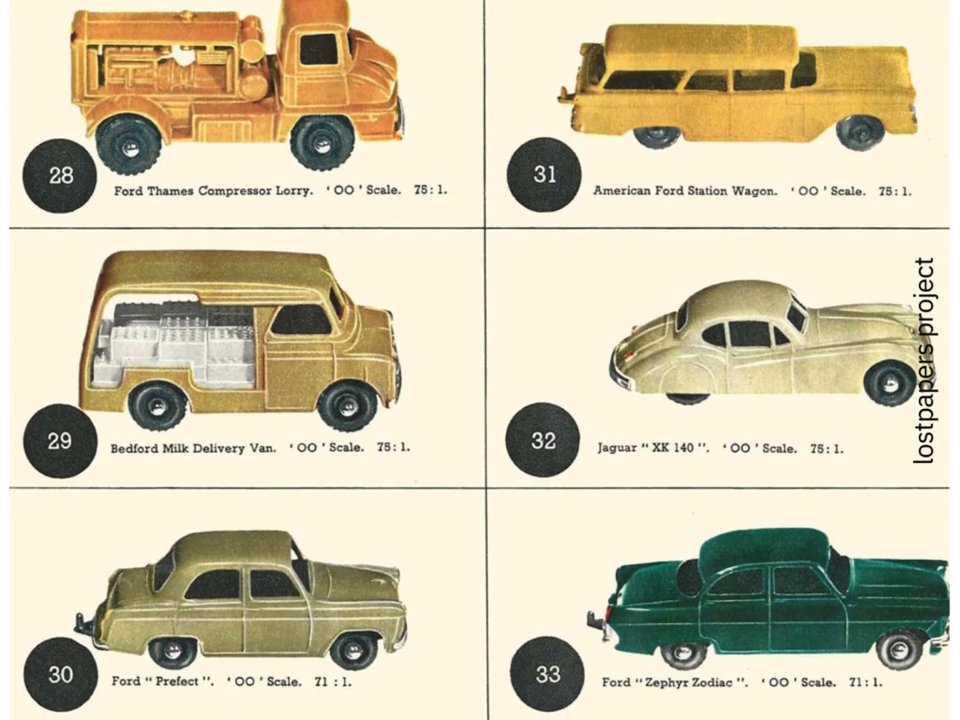 28
Ford Thames Compressor Lorry. ' OO ' Scale. 75 : 1.
31
American Ford Station Wagon. ' OO ' Scale. 75 : 1.
29
Bedford Milk Delivery Van. ' OO ' Scale. 75 : 1.
32
Jaguar " XK 140 ". ' OO ' Scale. 75 : 1.
lostpapers project
30
Ford " Prefect ". ' OO ' Scale. 71 : 1.
33
Ford " Zephyr Zodiac ". ' OO ' Scale. 71 : 1.